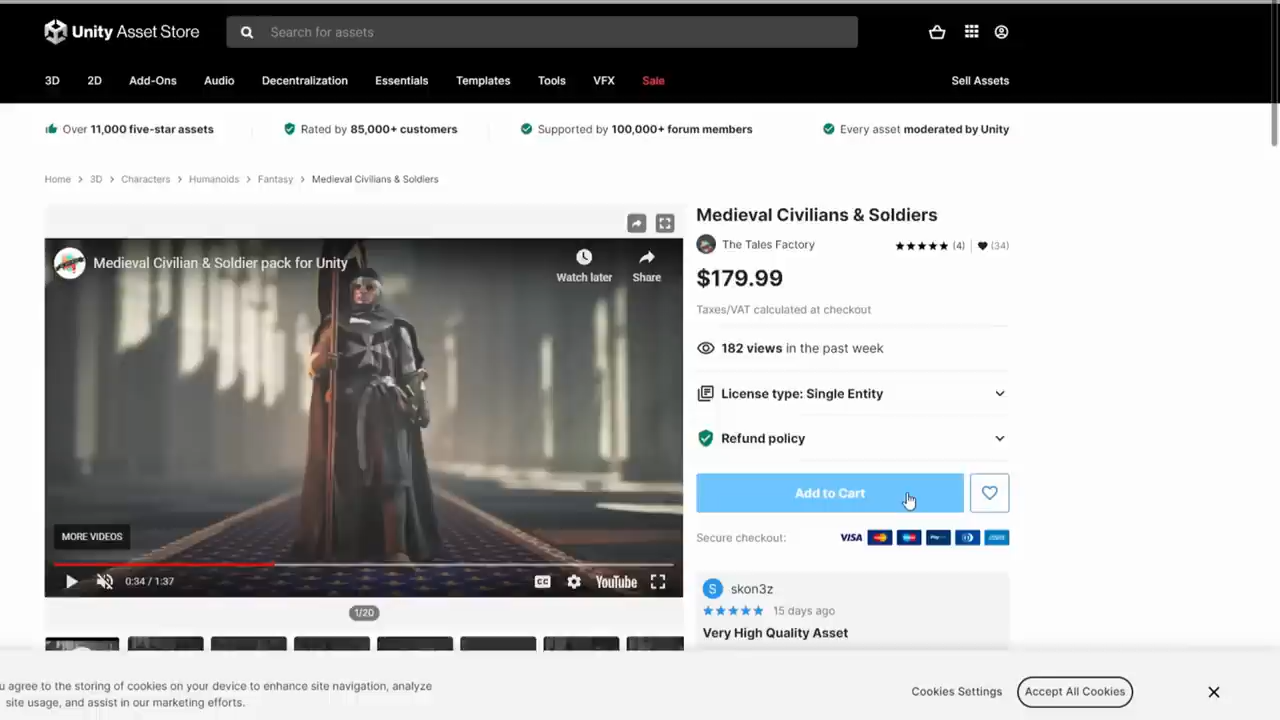 Unity Asset Store
Search for assets
3D
2D
Add-Ons
Audio
Decentralization
Essentials
Templates
Tools
VFX
Sale
Sell Assets
Over 11,000 five-star assets
Rated by 85,000+ customers
Supported by 100,000+ forum members
Every asset moderated by Unity
Home > 3D > Characters > Humanoids > Fantasy > Medieval Civilians & Soldiers
Medieval Civilian & Soldier pack for Unity
Watch later
Share
MORE VIDEOS
0:34 / 1:37
CC
YouTube
1/20
Medieval Civilians & Soldiers
The Tales Factory
(4) | (34)
$179.99
Taxes/VAT calculated at checkout
182 views in the past week
License type: Single Entity
Refund policy
Add to Cart
Secure checkout:
VISA
S skon3z
15 days ago
Very High Quality Asset
u agree to the storing of cookies on your device to enhance site navigation, analyze
site usage, and assist in our marketing efforts.
Cookies Settings
Accept All Cookies